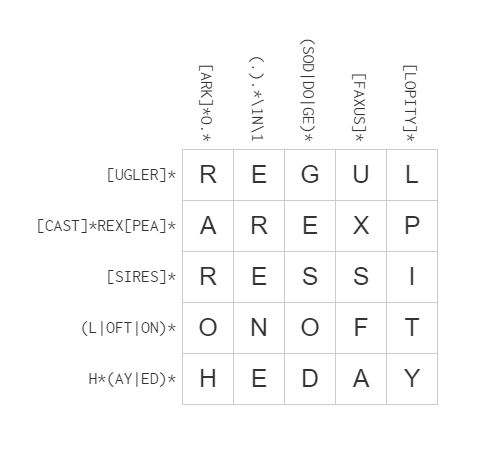 [ARK]*O.*
(.).*\1N\1
(SOD|DO|GE)*
[FAXUS]*
[LOPITY]*
[UGLER]* R E G U L
[CAST]*REX[PEA]* A R E X P
[SIRES]* R E S S I
(L|OFT|ON)* O N O F T
H*(AY|ED)* H E D A Y